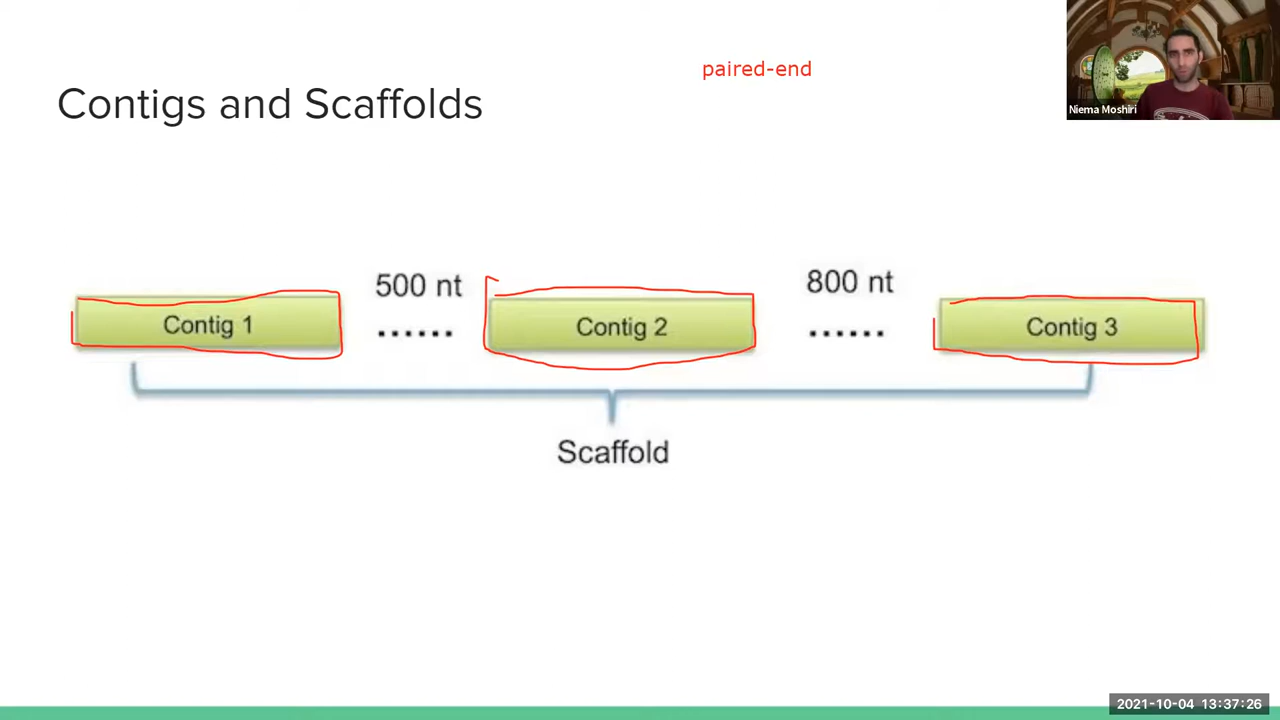 paired-end
Contigs and Scaffolds
Niema Moshiri
500 nt
800 nt
Contig 1
......
Contig 2
......
Contig 3
Scaffold
2021-10-04 13:37:26